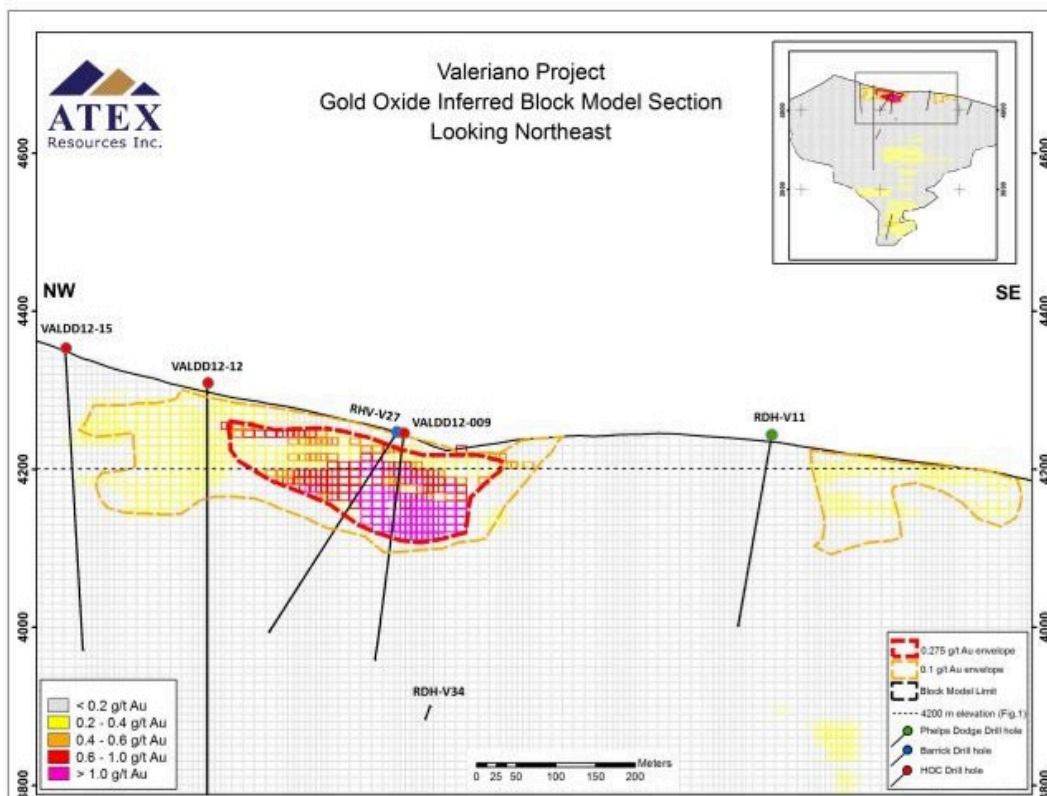 ATEX
Resources Inc.
Valeriano Project
Gold Oxide Inferred Block Model Section
Looking Northeast
4600
4600
4400
4400
NW
SE
VALDD12-15
VALDD12-12
RHV-V27
VALDD12-009
RDH-V11
4200
4200
4000
4000
RDH-V34
< 0.2 g/t Au
0.2 - 0.4 g/t Au
0.4 - 0.6 g/t Au
0.6 - 1.0 g/t Au
> 1.0 g/t Au
0 25 50 100 150 200 Meters
0.275 g/t Au envelope
0.1 g/t Au envelope
Block Model Limit
4200 m elevation (Fig.1)
Phelps Dodge Drill hole
Barrick Drill hole
HOC Drill hole